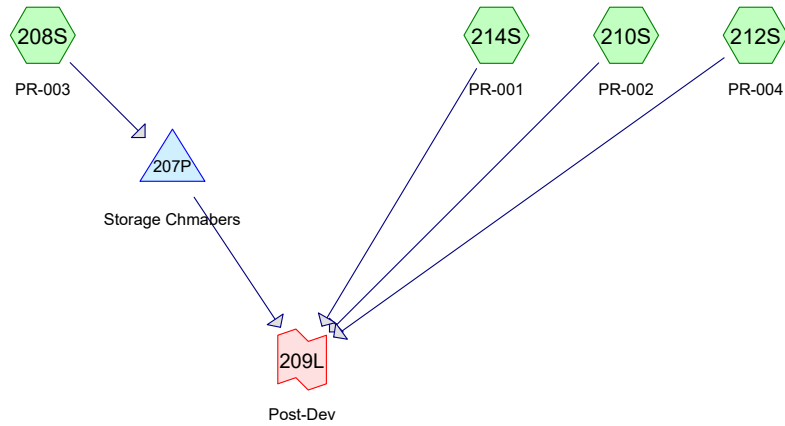 208S
214S
210S
212S
PR-003
PR-001
PR-002
PR-004
207P
Storage Chmabers
209L
Post-Dev